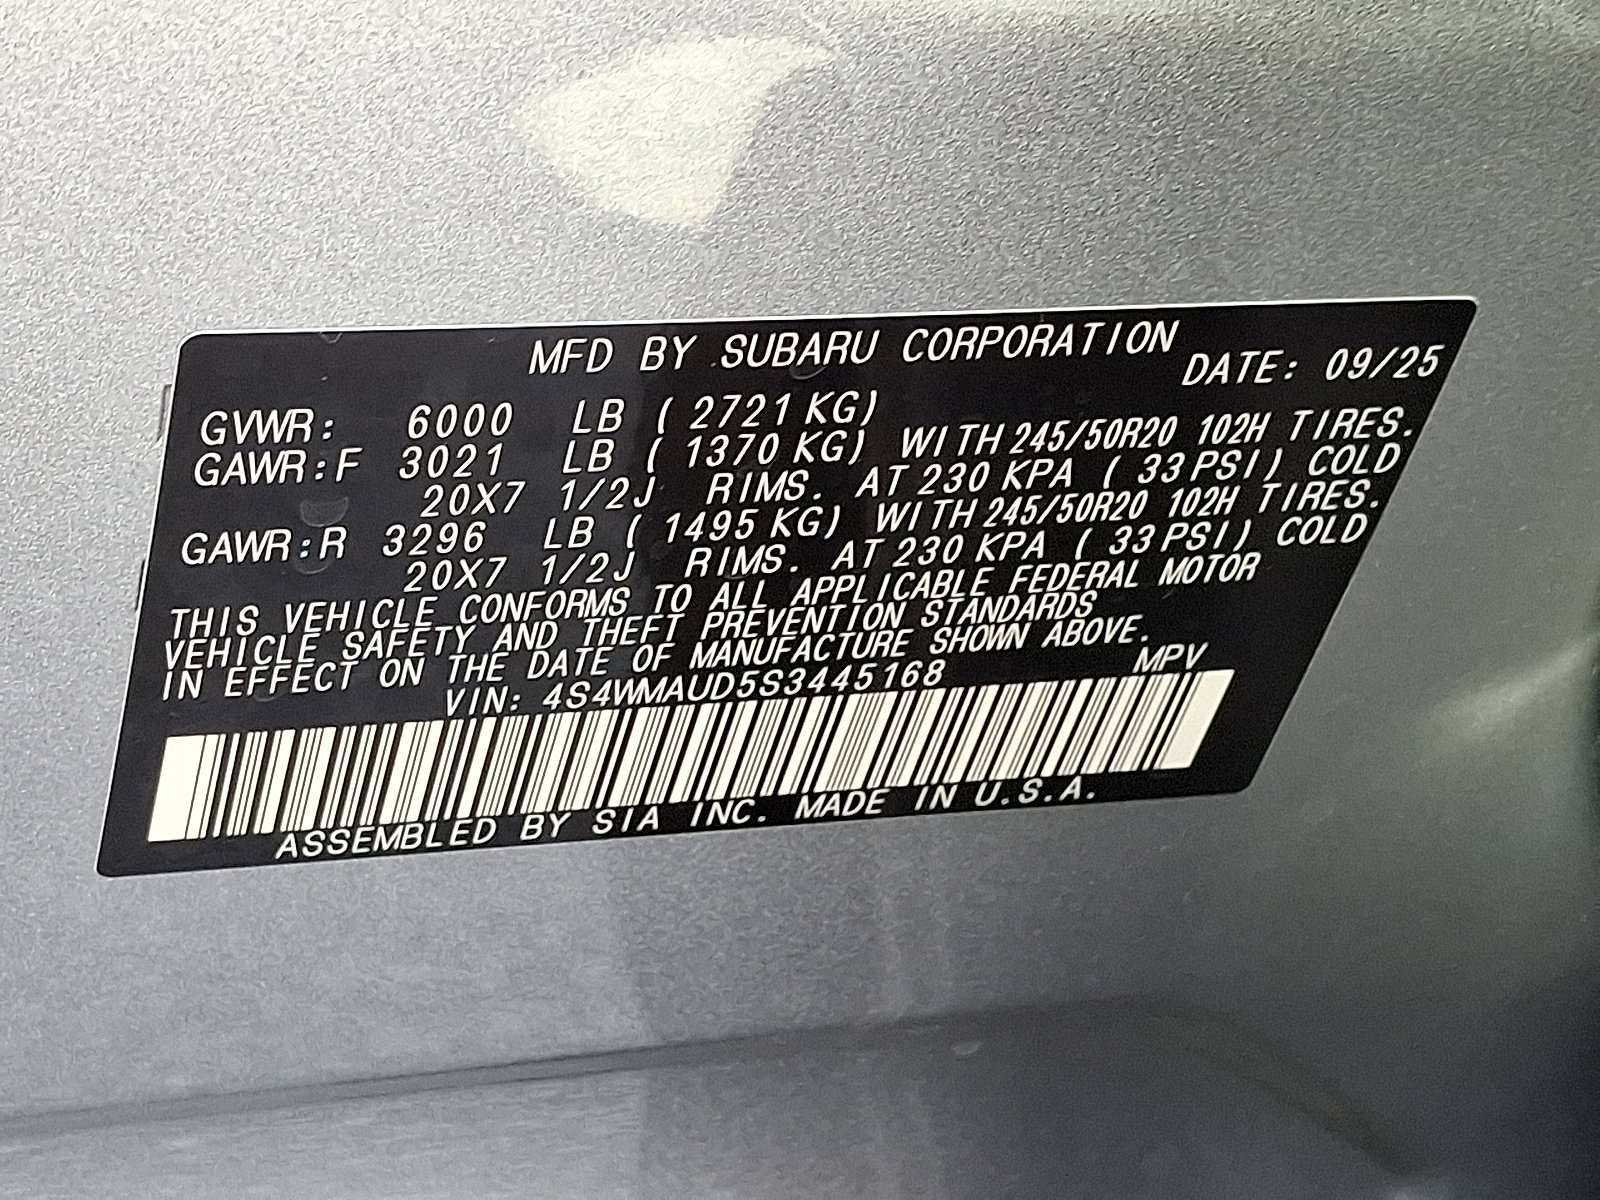 MFD BY SUBARU CORPORATION
DATE: 09/25
GVWR: 6000 LB ( 2721 KG)
GAWR:F 3021 LB ( 1370 KG) WITH 245/50R20 102H TIRES.
20X7 1/2J RIMS. AT 230 KPA ( 33 PSI) COLD
GAWR:R 3296 LB ( 1495 KG) WITH 245/50R20 102H TIRES.
20X7 1/2J RIMS. AT 230 KPA ( 33 PSI) COLD
THIS VEHICLE CONFORMS TO ALL APPLICABLE FEDERAL MOTOR
VEHICLE SAFETY AND THEFT PREVENTION STANDARDS
IN EFFECT ON THE DATE OF MANUFACTURE SHOWN ABOVE.
VIN: 4S4WMAUD5S3445168 MPV
ASSEMBLED BY SIA INC. MADE IN U.S.A.